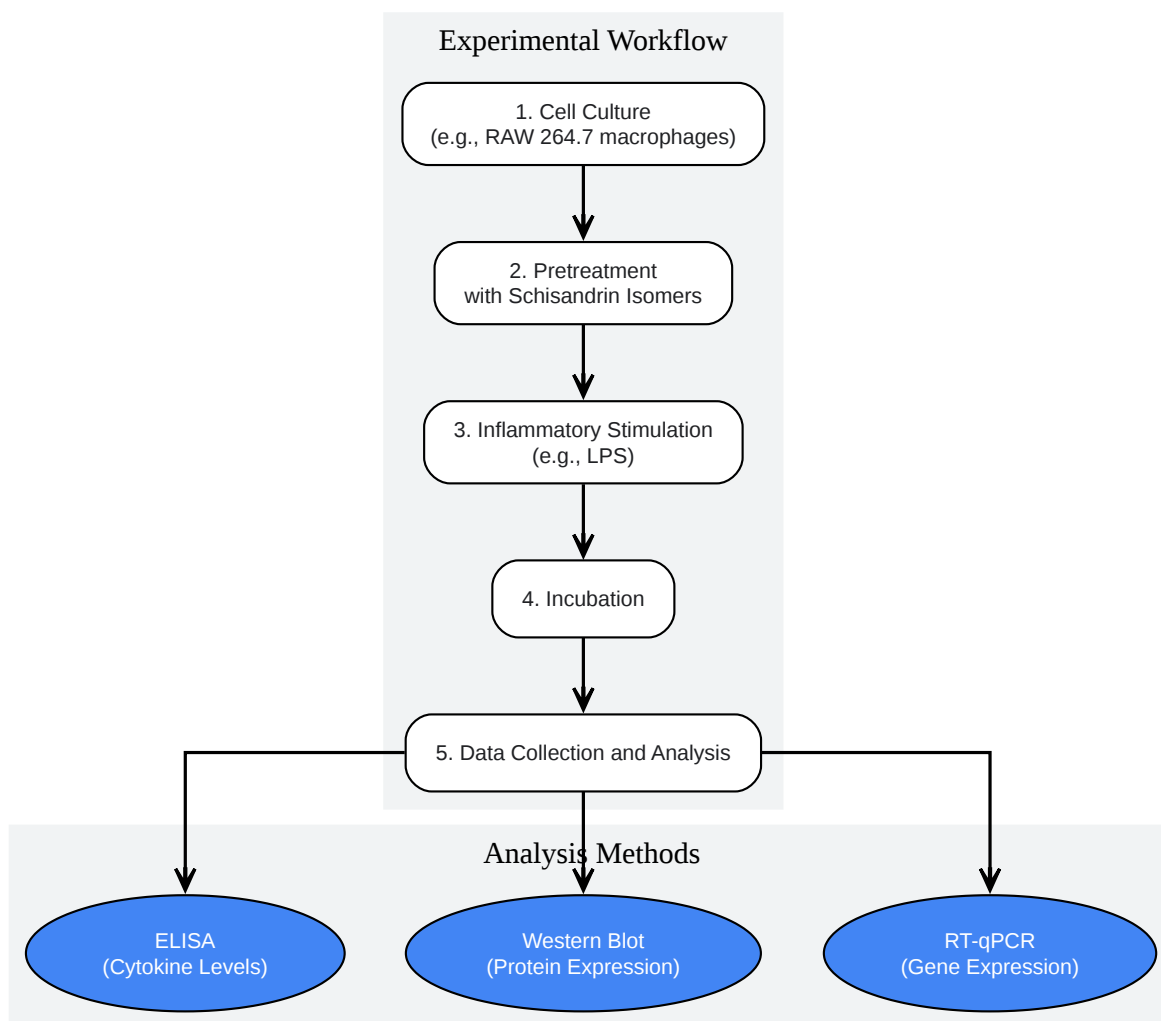 Experimental Workflow
1. Cell Culture
(e.g., RAW 264.7 macrophages)
2. Pretreatment
with Schisandrin Isomers
3. Inflammatory Stimulation
(e.g., LPS)
4. Incubation
5. Data Collection and Analysis
Analysis Methods
ELISA
(Cytokine Levels)
Western Blot
(Protein Expression)
RT-qPCR
(Gene Expression)